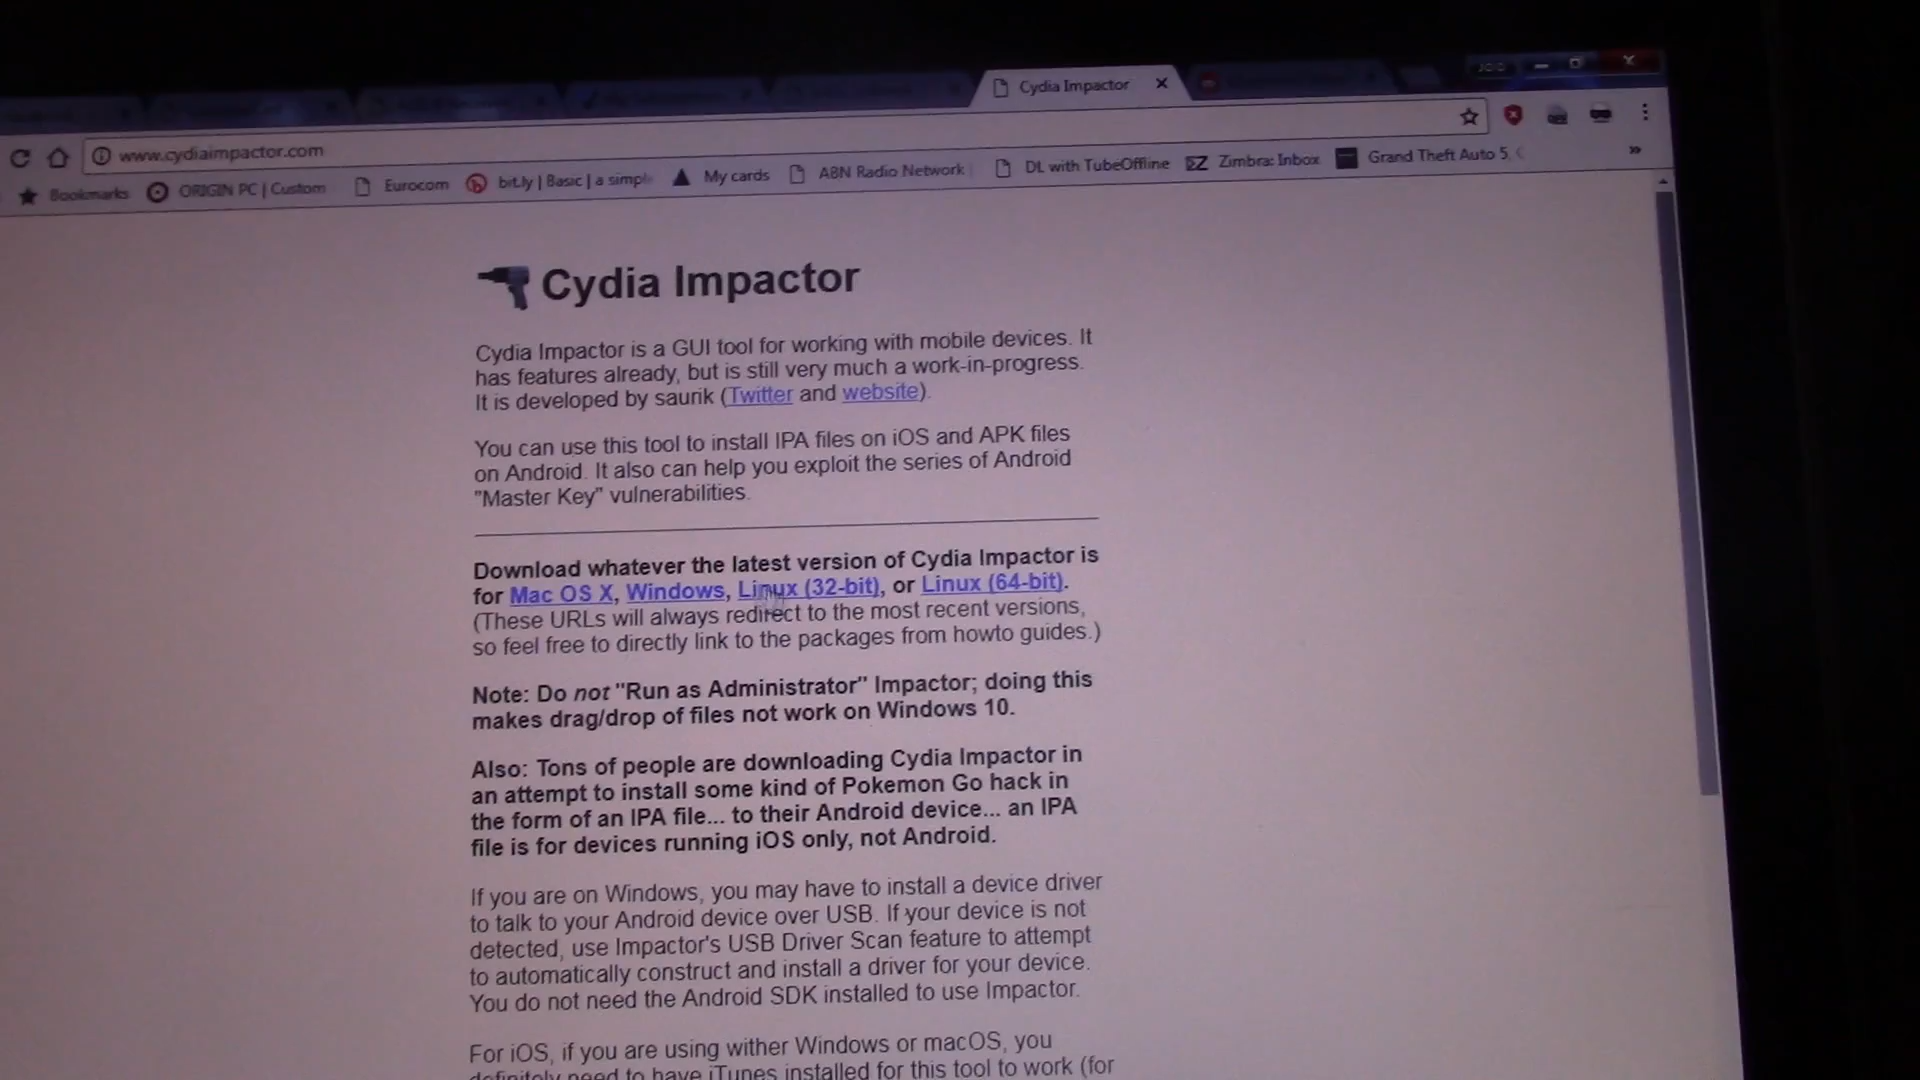 Cydia Impactor
www.cydiaimpactor.com
Bookmarks ORIGIN PC | Custom Eurocom bit.ly | Basic | a simpl My cards ABN Radio Network DL with TubeOffline Zimbra: Inbox Grand Theft Auto 5,
Cydia Impactor
Cydia Impactor is a GUI tool for working with mobile devices. It
has features already, but is still very much a work-in-progress.
It is developed by saurik (Twitter and website).
You can use this tool to install IPA files on iOS and APK files
on Android. It also can help you exploit the series of Android
"Master Key" vulnerabilities.
Download whatever the latest version of Cydia Impactor is
for Mac OS X, Windows, Linux (32-bit), or Linux (64-bit).
(These URLs will always redirect to the most recent versions,
so feel free to directly link to the packages from howto guides.)
Note: Do not "Run as Administrator" Impactor; doing this
makes drag/drop of files not work on Windows 10.
Also: Tons of people are downloading Cydia Impactor in
an attempt to install some kind of Pokemon Go hack in
the form of an IPA file... to their Android device... an IPA
file is for devices running iOS only, not Android.
If you are on Windows, you may have to install a device driver
to talk to your Android device over USB. If your device is not
detected, use Impactor's USB Driver Scan feature to attempt
to automatically construct and install a driver for your device.
You do not need the Android SDK installed to use Impactor.
For iOS, if you are using wither Windows or macOS, you
definitely need to have iTunes installed for this tool to work (for